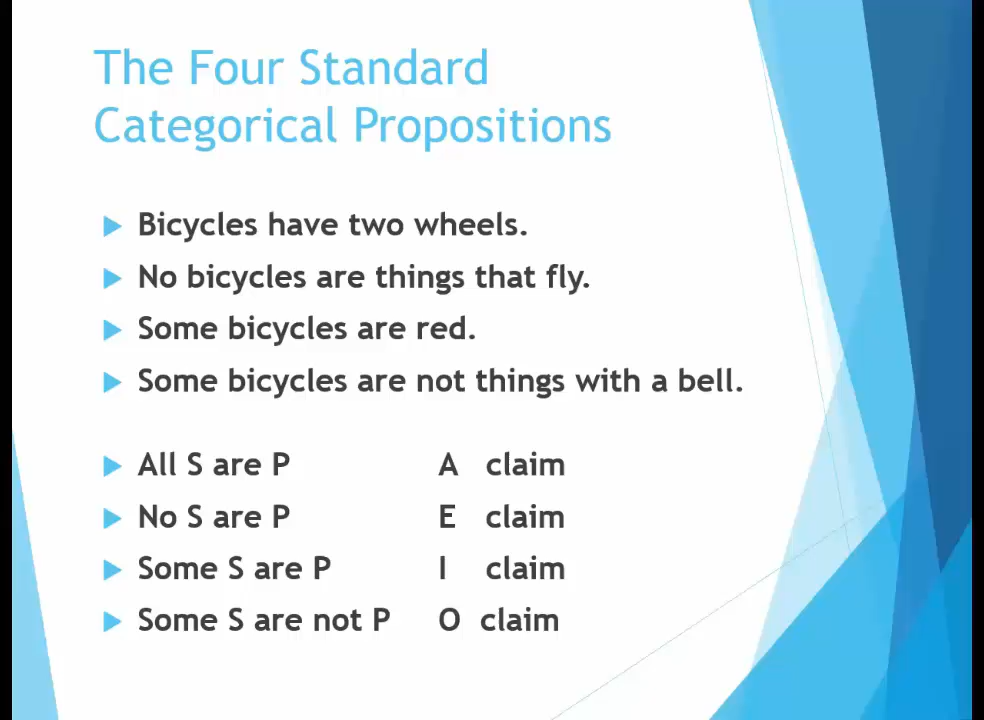 The Four Standard
Categorical Propositions
Bicycles have two wheels.
No bicycles are things that fly.
Some bicycles are red.
Some bicycles are not things with a bell.
All S are P A claim
No S are P E claim
Some S are P I claim
Some S are not P O claim